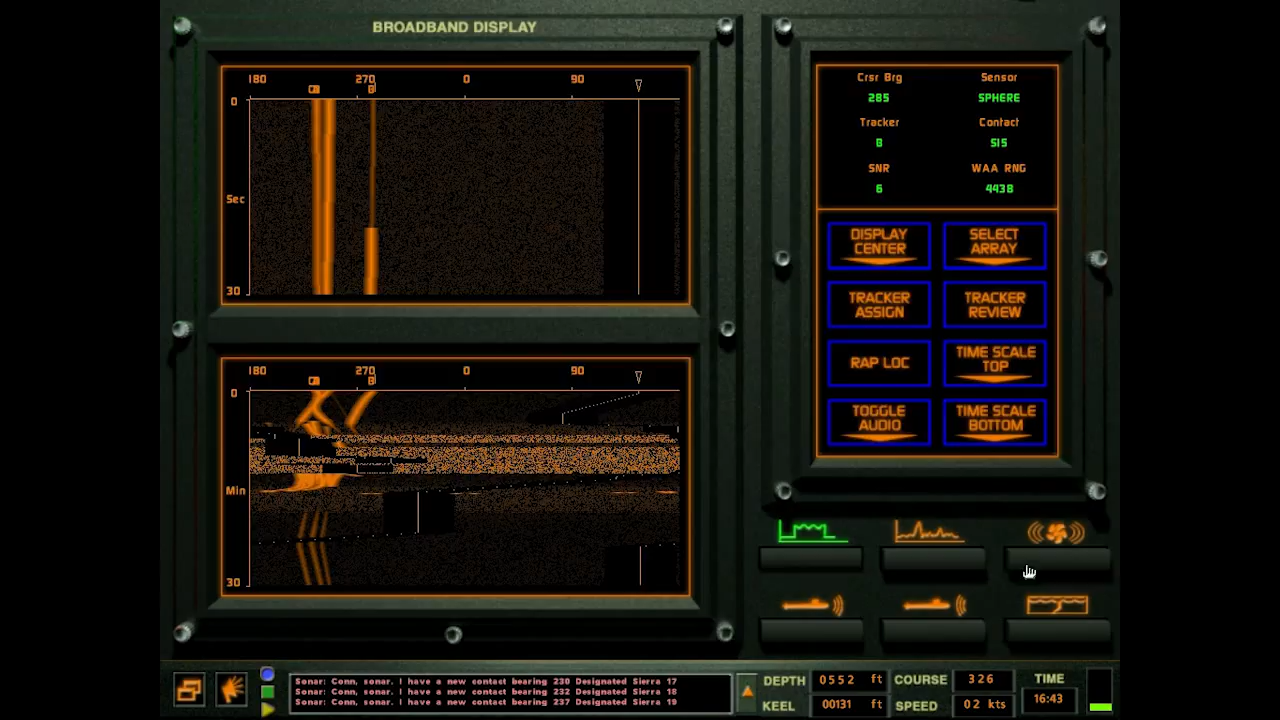 BROADBAND DISPLAY
180 270 0 90
0
Sec
30
180 270 0 90
0
Min
30
Crsr Brg Sensor
285 SPHERE
Tracker Contact
B S15
SNR WAA RNG
6 4438
DISPLAY CENTER
SELECT ARRAY
TRACKER ASSIGN
TRACKER REVIEW
RAP LOC
TIME SCALE TOP
TOGGLE AUDIO
TIME SCALE BOTTOM
Sonar: Conn, sonar. I have a new contact bearing 230 Designated Sierra 17
Sonar: Conn, sonar. I have a new contact bearing 232 Designated Sierra 18
Sonar: Conn, sonar. I have a new contact bearing 237 Designated Sierra 19
DEPTH 0552 ft COURSE 326 TIME
KEEL 00131 ft SPEED 02 kts 16:43